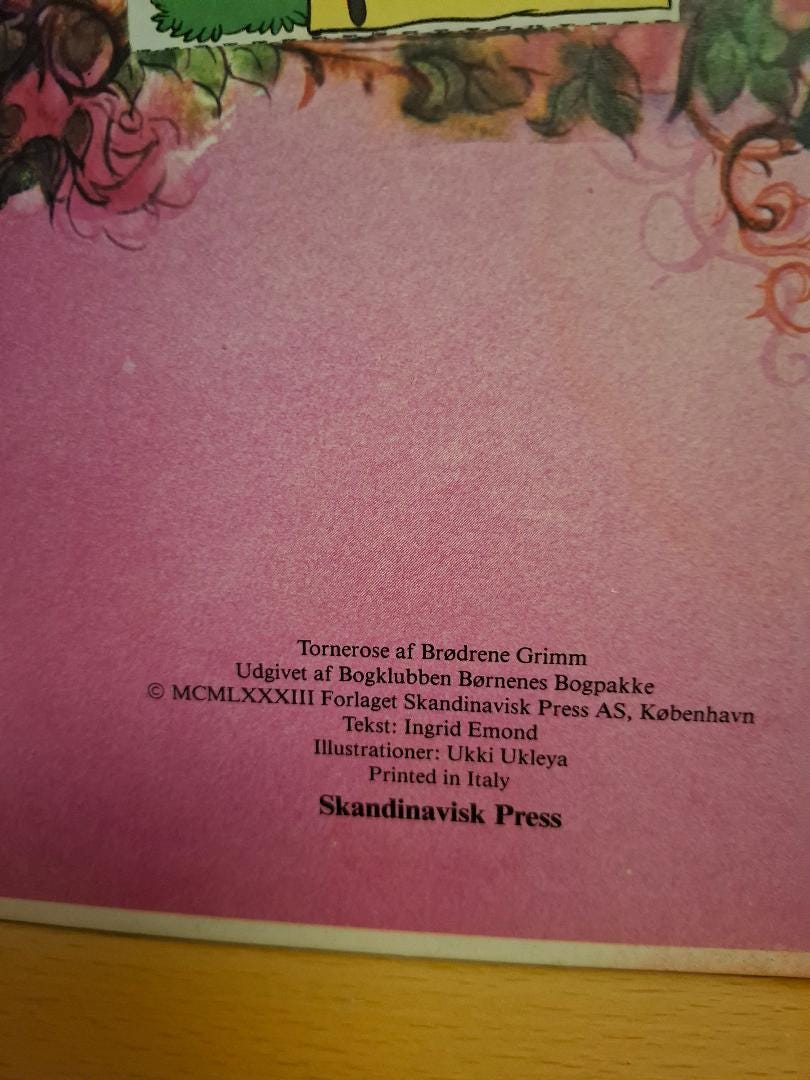 Tornerose af Brødrene Grimm
Udgivet af Bogklubben Børnenes Bogpakke
© MCMLXXXIII Forlaget Skandinavisk Press AS, København
Tekst: Ingrid Emond
Illustrationer: Ukki Ukleya
Printed in Italy
Skandinavisk Press